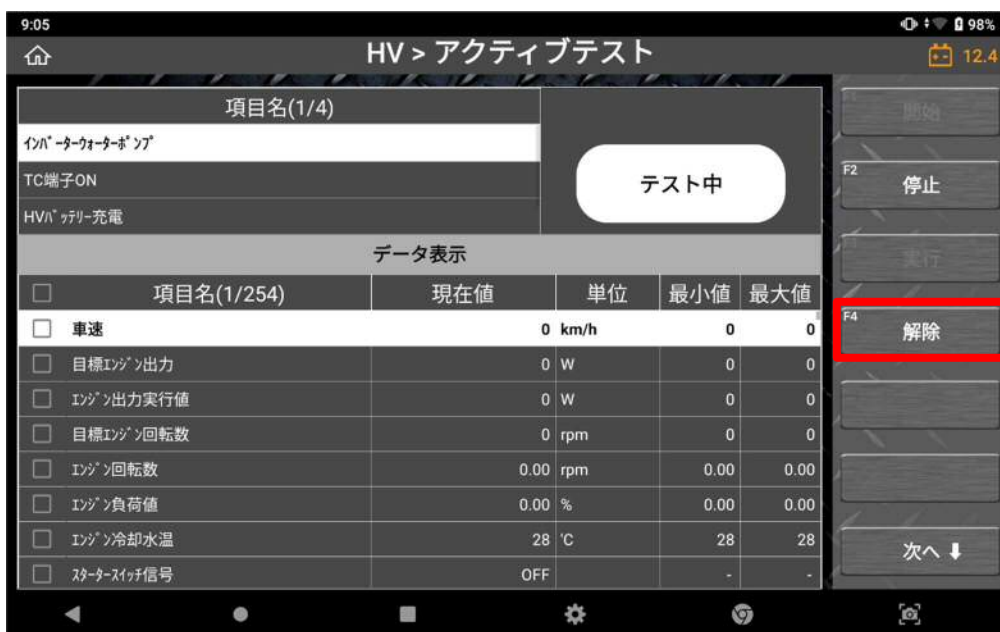 9:05
98%
HV > アクティブテスト
12.4
項目名(1/4)
ｲﾝﾊﾞｰﾀｰｳｫｰﾀｰﾎﾟﾝﾌﾟ
TC端子ON
HVﾊﾞｯﾃﾘｰ充電
テスト中
F1 開始
F2 停止
F3 実行
F4 解除
次へ ⬇
データ表示
項目名(1/254) 現在値 単位 最小値 最大値
車速 0 km/h 0 0
目標ｴﾝｼﾞﾝ出力 0 W 0 0
ｴﾝｼﾞﾝ出力実行値 0 W 0 0
目標ｴﾝｼﾞﾝ回転数 0 rpm 0 0
ｴﾝｼﾞﾝ回転数 0.00 rpm 0.00 0.00
ｴﾝｼﾞﾝ負荷値 0.00 % 0.00 0.00
ｴﾝｼﾞﾝ冷却水温 28 ℃ 28 28
ｽﾀｰﾀｰｽｲｯﾁ信号 OFF - -